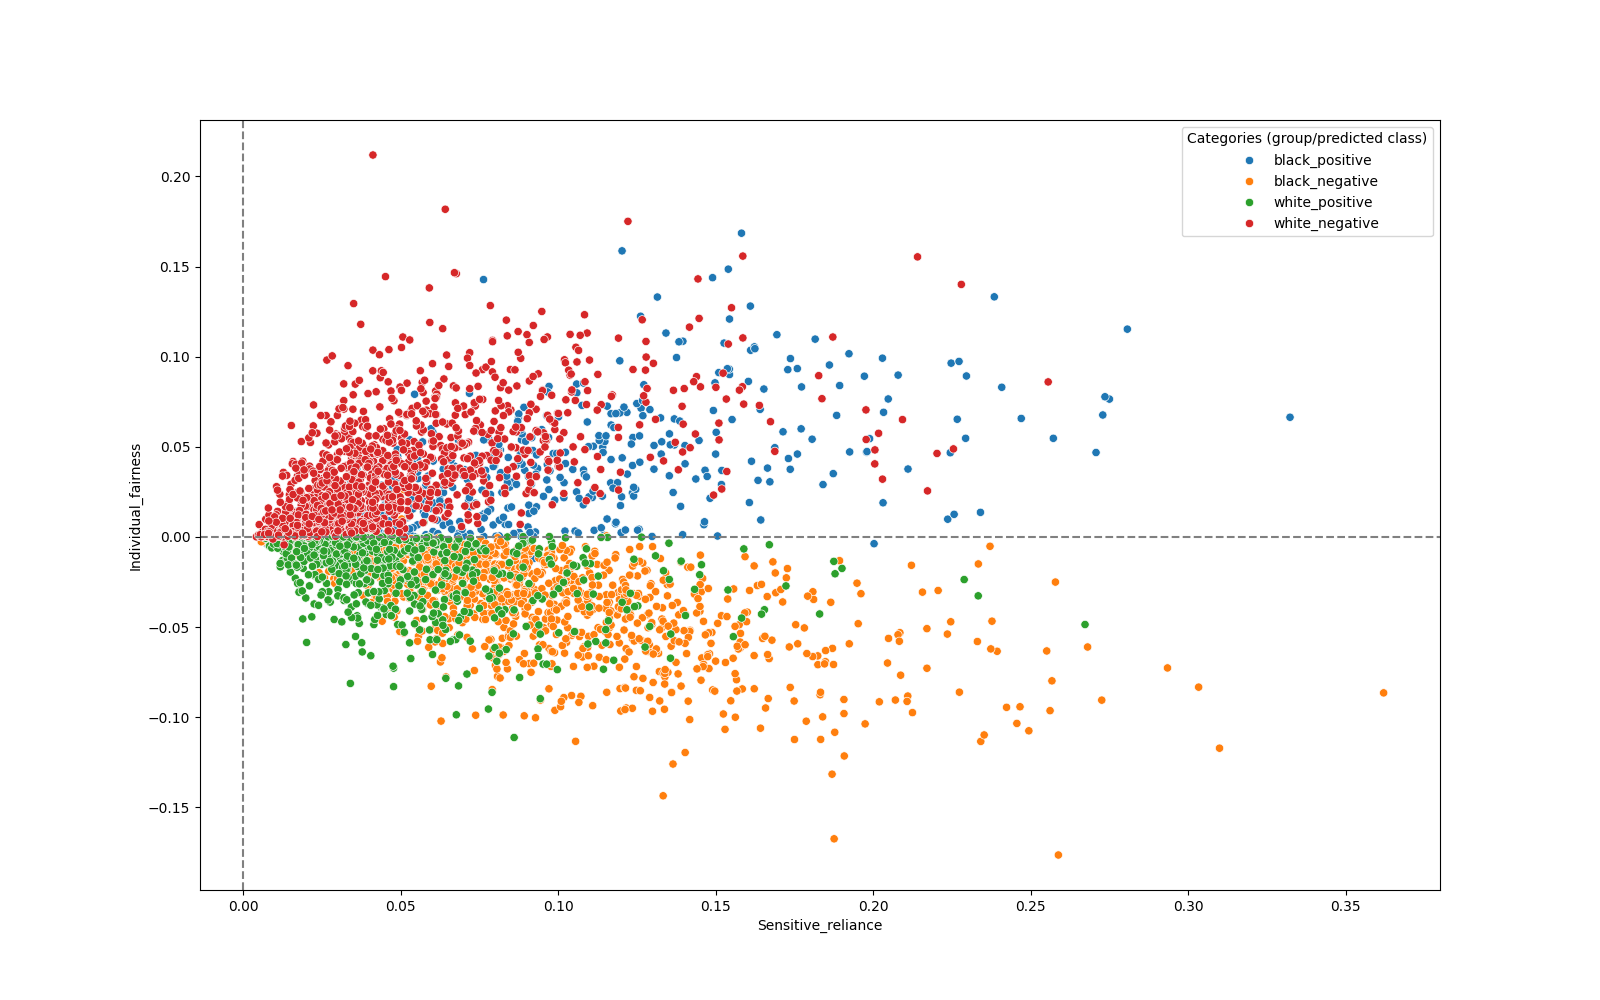 Categories (group/predicted class)
black_positive
black_negative
white_positive
white_negative
0.20
0.15
0.10
0.05
0.00
−0.05
−0.10
−0.15
Individual_fairness
0.00 0.05 0.10 0.15 0.20 0.25 0.30 0.35
Sensitive_reliance